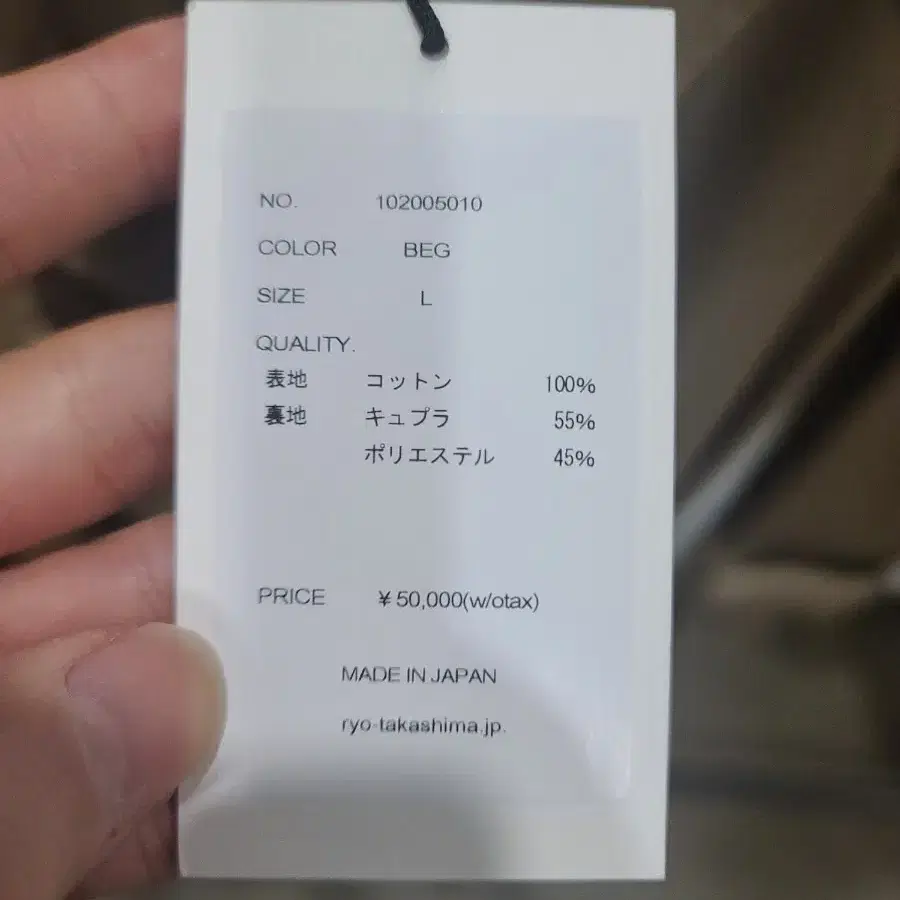 NO. 102005010
COLOR BEG
SIZE L
QUALITY.
表地 コットン 100%
裏地 キュプラ 55%
ポリエステル 45%
PRICE ¥50,000(w/otax)
MADE IN JAPAN
ryo-takashima.jp.